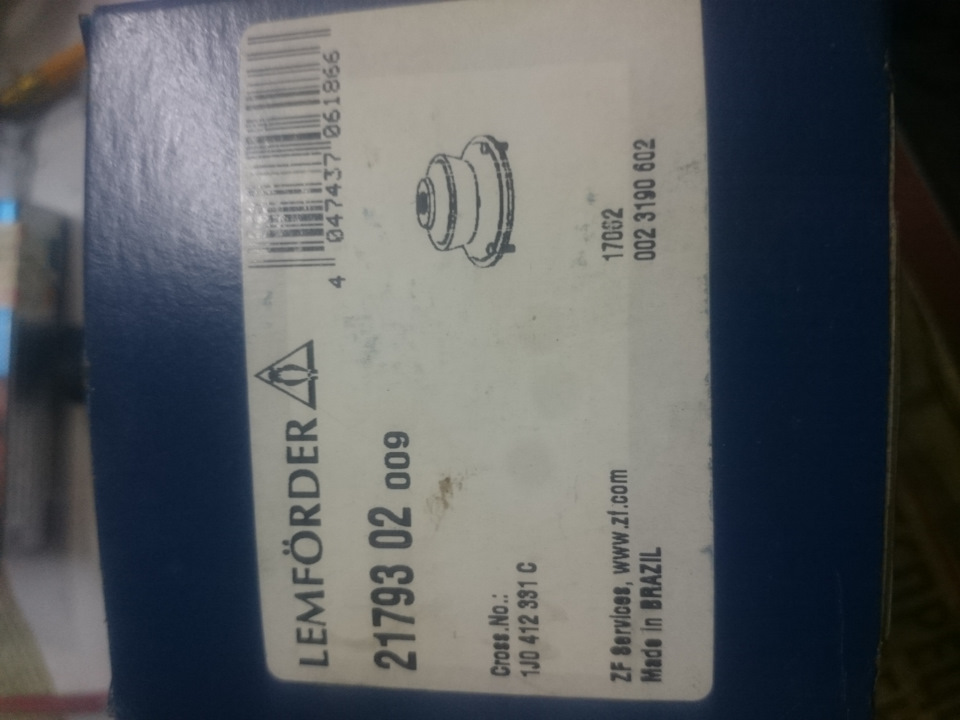 4 047437 061866
LEMFÖRDER
21793 02 009
Cross.No.:
1J0 412 331 C
17062
002 3190 602
ZF Services, www.zf.com
Made in BRAZIL